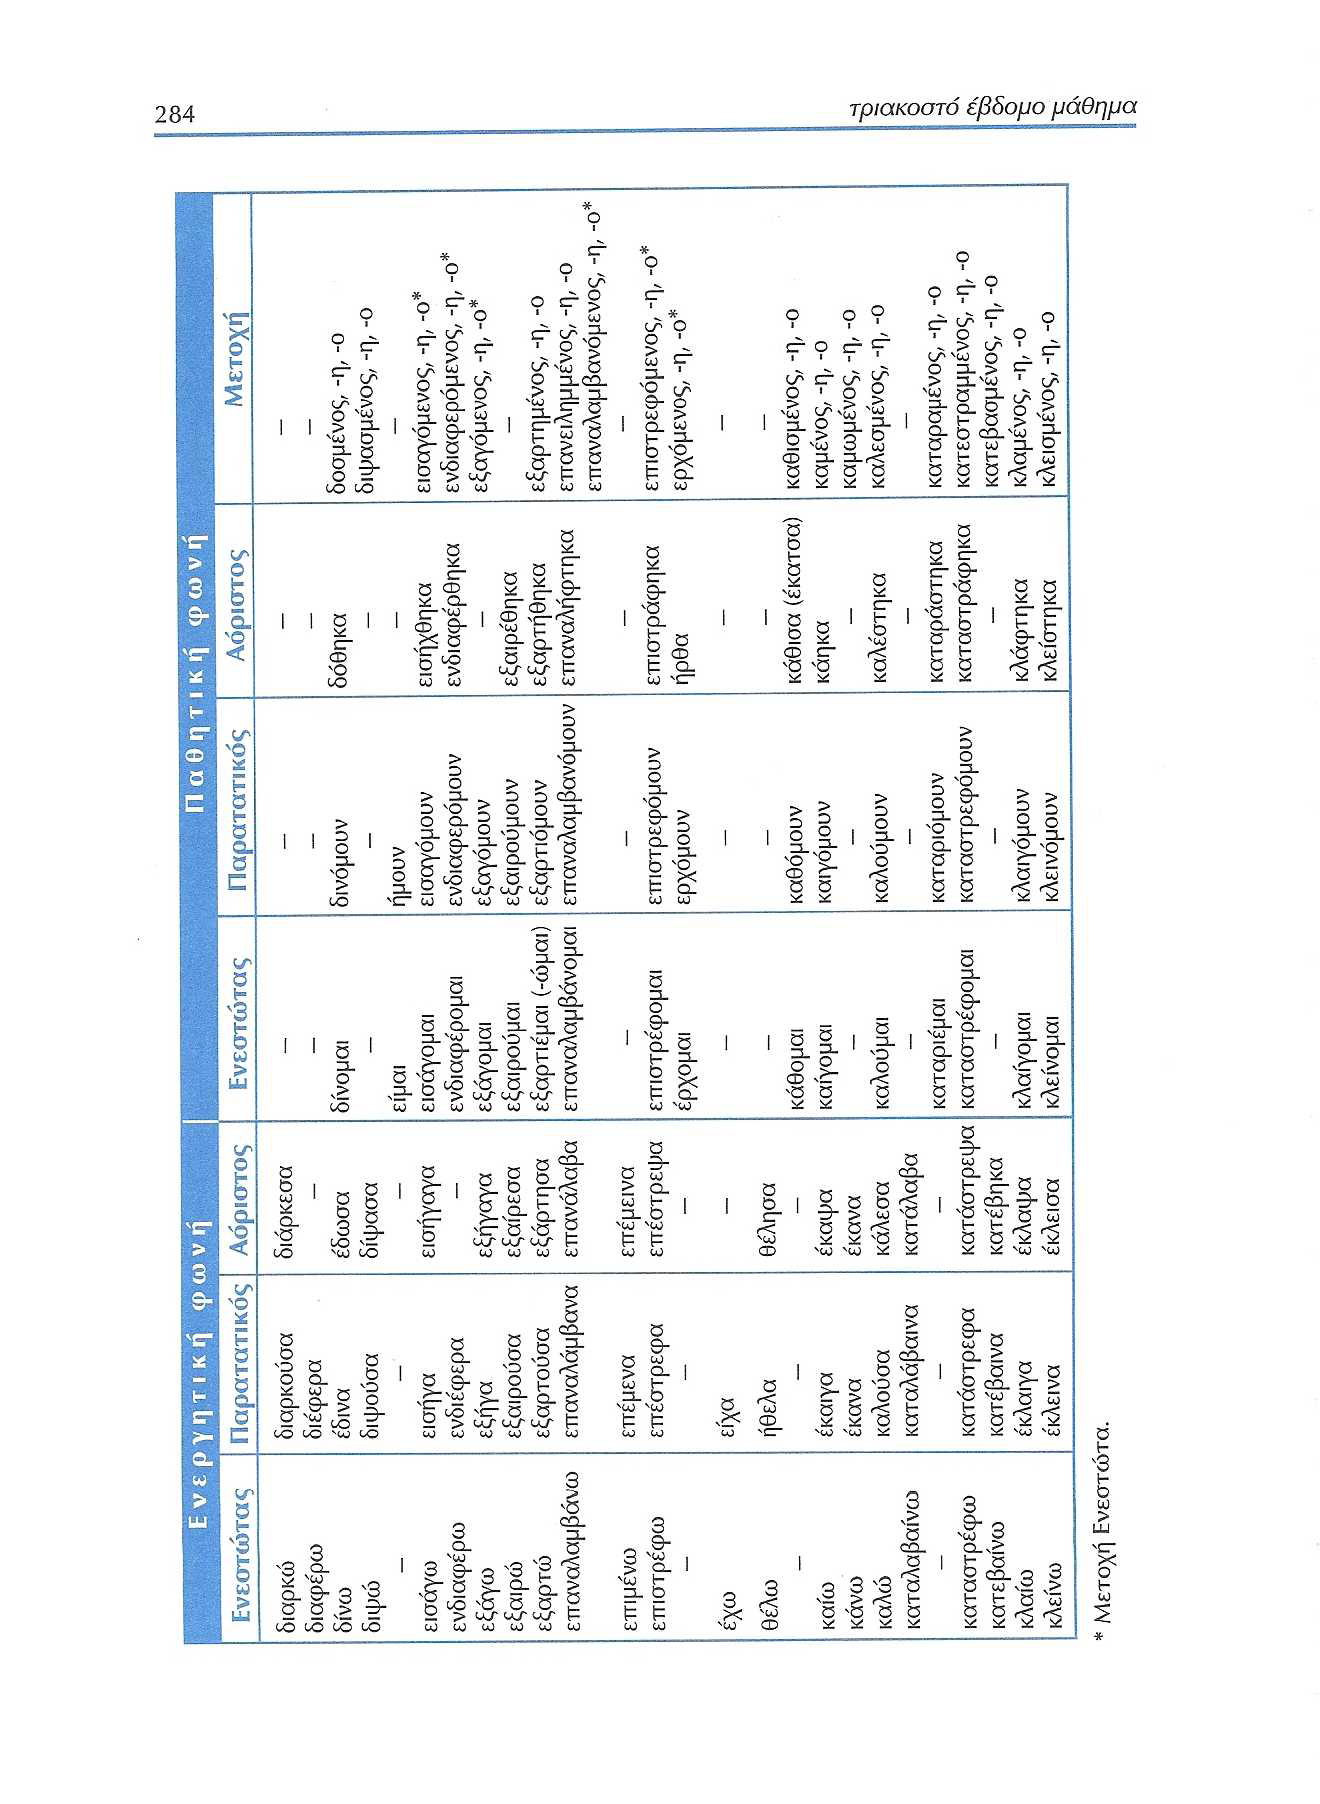 284
τριακοστό έβδομο μάθημα
Ενεργητική φωνή Παθητική φωνή
Ενεστώτας Παρατατικός Αόριστος Ενεστώτας Παρατατικός Αόριστος Μετοχή
διαρκώ διαρκούσα διάρκεσα – – – –
διαφέρω διέφερα – – – – –
δίνω έδινα έδωσα δίνομαι δινόμουν δόθηκα δοσμένος, -η, -ο
διψώ διψούσα δίψασα – – – διψασμένος, -η, -ο
– – – είμαι ήμουν – –
εισάγω εισήγα εισήγαγα εισάγομαι εισαγόμουν εισήχθηκα εισαγόμενος, -η, -ο*
ενδιαφέρω ενδιέφερα – ενδιαφέρομαι ενδιαφερόμουν ενδιαφέρθηκα ενδιαφερόμενος, -η, -ο*
εξάγω εξήγα εξήγαγα εξάγομαι εξαγόμουν – εξαγόμενος, -η, -ο*
εξαιρώ εξαιρούσα εξαίρεσα εξαιρούμαι εξαιρούμουν εξαιρέθηκα –
εξαρτώ εξαρτούσα εξάρτησα εξαρτιέμαι (-ώμαι) εξαρτιόμουν εξαρτήθηκα εξαρτημένος, -η, -ο
επαναλαμβάνω επαναλάμβανα επανάλαβα επαναλαμβάνομαι επαναλαμβανόμουν επαναλήφτηκα επανειλημμένος, -η, -ο
επαναλαμβανόμενος, -η, -ο*
επιμένω επέμενα επέμεινα – – – –
επιστρέφω επέστρεφα επέστρεψα επιστρέφομαι επιστρεφόμουν επιστράφηκα επιστρεφόμενος, -η, -ο*
– – – έρχομαι ερχόμουν ήρθα ερχόμενος, -η, -ο*
έχω είχα – – – – –
θέλω ήθελα θέλησα – – – –
– – – κάθομαι καθόμουν κάθισα (έκατσα) καθισμένος, -η, -ο
καίω έκαιγα έκαψα καίγομαι καιγόμουν κάηκα καμένος, -η, -ο
κάνω έκανα έκανα – – – καμωμένος, -η, -ο
καλώ καλούσα κάλεσα καλούμαι καλούμουν καλέστηκα καλεσμένος, -η, -ο
καταλαβαίνω καταλάβαινα κατάλαβα – – – –
– – – καταριέμαι καταριόμουν καταράστηκα καταραμένος, -η, -ο
καταστρέφω κατάστρεφα κατάστρεψα καταστρέφομαι καταστρεφόμουν καταστράφηκα κατεστραμμένος, -η, -ο
κατεβαίνω κατέβαινα κατέβηκα – – – κατεβασμένος, -η, -ο
κλαίω έκλαιγα έκλαψα κλαίγομαι κλαιγόμουν κλάφτηκα κλαμένος, -η, -ο
κλείνω έκλεινα έκλεισα κλείνομαι κλεινόμουν κλείστηκα κλεισμένος, -η, -ο
* Μετοχή Ενεστώτα.